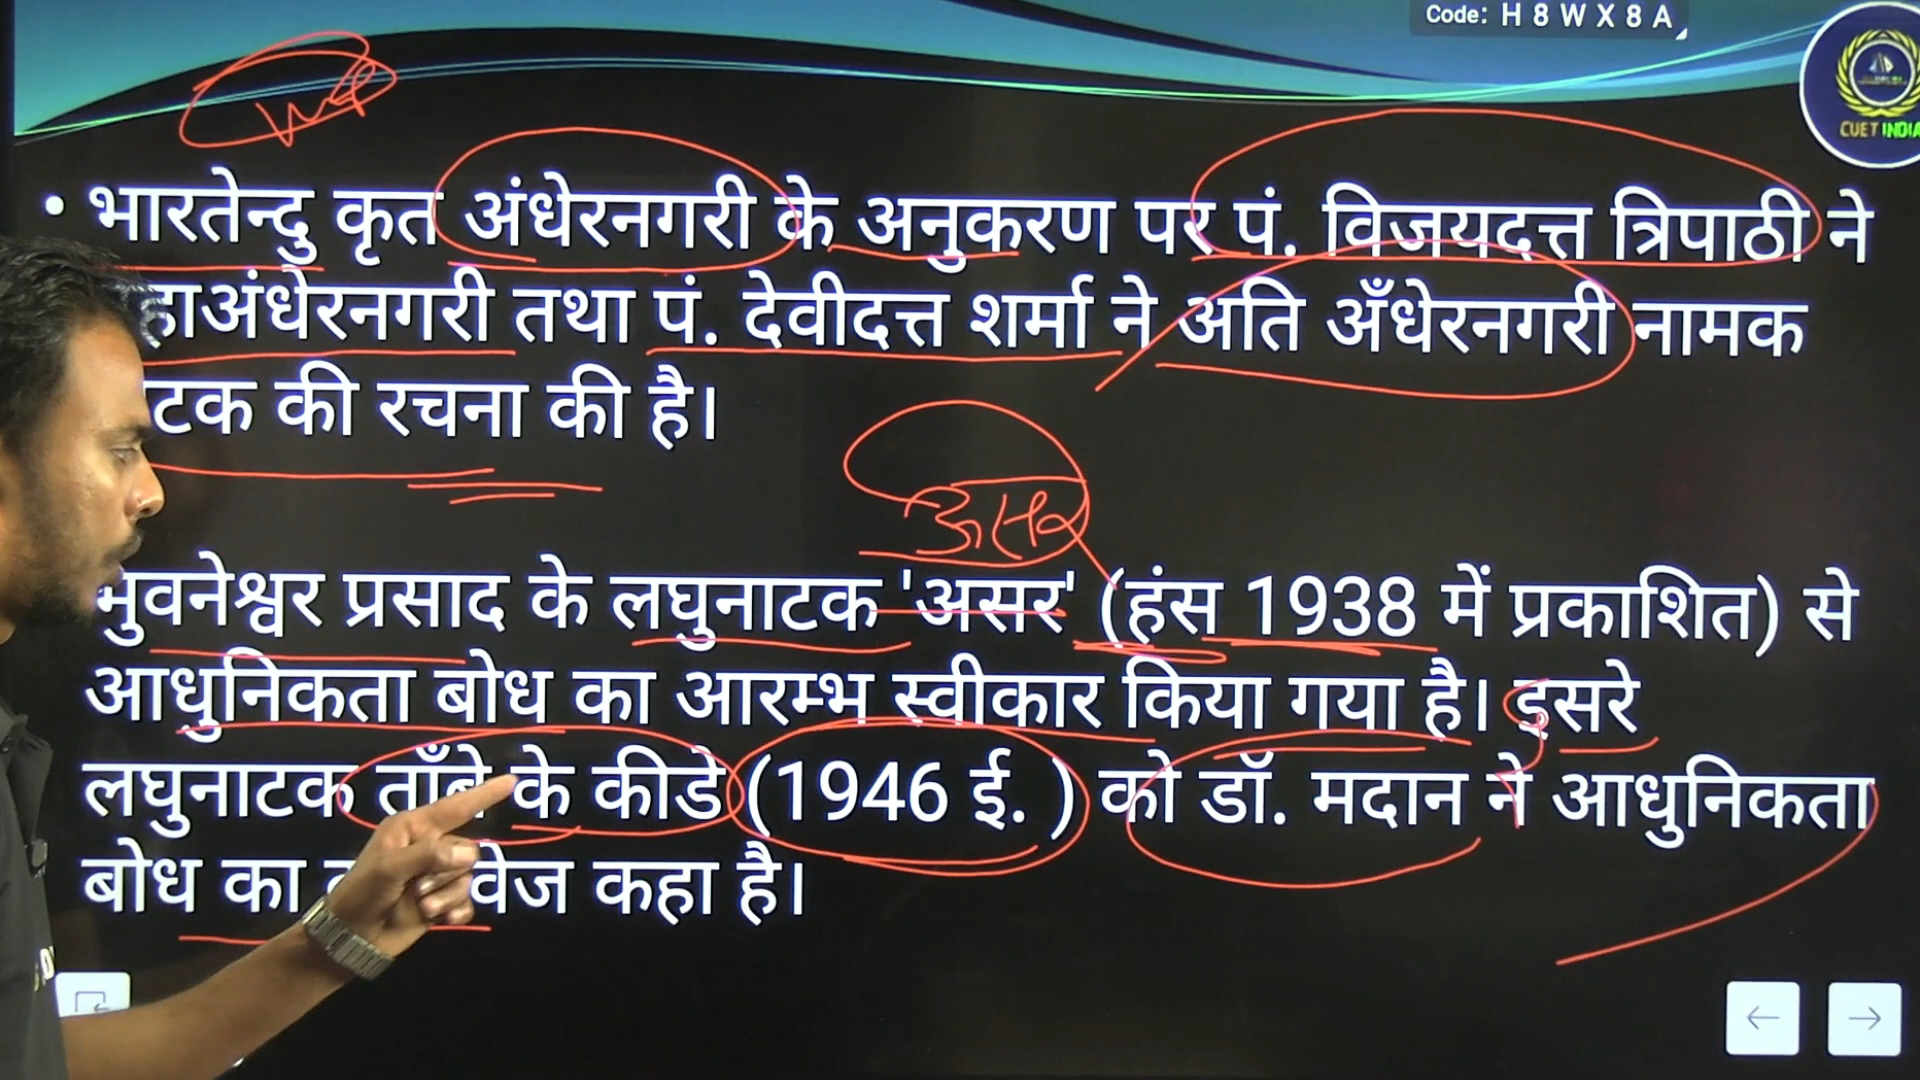 Code: H 8 W X 8 A
CUET INDIA
• भारतेन्दु कृत अंधेरनगरी के अनुकरण पर पं. विजयदत्त त्रिपाठी ने
हाअंधेरनगरी तथा पं. देवीदत्त शर्मा ने अति अँधेरनगरी नामक
टक की रचना की है।
असर
भुवनेश्वर प्रसाद के लघुनाटक 'असर' (हंस 1938 में प्रकाशित) से
आधुनिकता बोध का आरम्भ स्वीकार किया गया है। इसरे
लघुनाटक ताँबे के कीडे (1946 ई. ) को डॉ. मदान ने आधुनिकता
बोध का वेज कहा है।